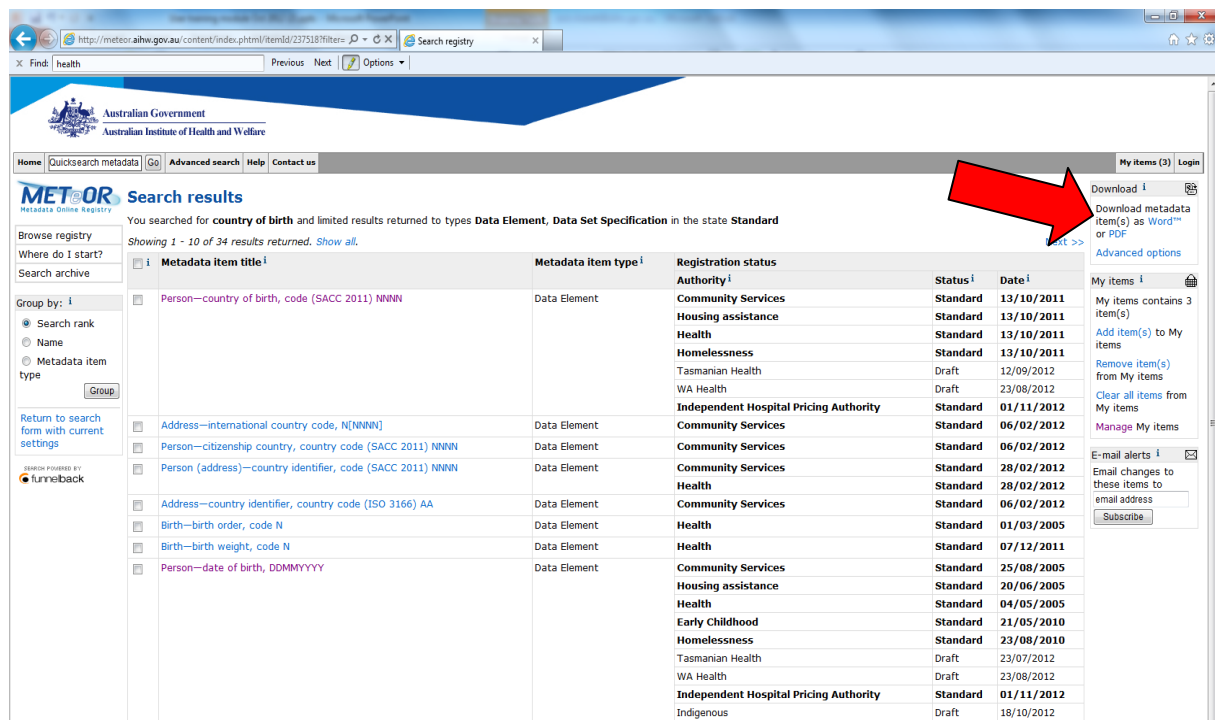 http://meteor.aihw.gov.au/content/index.phtml/itemId/237518?filter=
Search registry
x Find: health Previous Next Options
Australian Government
Australian Institute of Health and Welfare
Home Quicksearch metadata Go Advanced search Help Contact us My items (3) Login
METeOR
Metadata Online Registry
Browse registry
Where do I start?
Search archive
Group by: i
Search rank
Name
Metadata item type
Group
Return to search form with current settings
SEARCH POWERED BY
funnelback
Search results
You searched for country of birth and limited results returned to types Data Element, Data Set Specification in the state Standard
Showing 1 - 10 of 34 results returned. Show all. Next >>
i Metadata item title i Metadata item type i Registration status
Authority i Status i Date i
Person—country of birth, code (SACC 2011) NNNN Data Element Community Services Standard 13/10/2011
Housing assistance Standard 13/10/2011
Health Standard 13/10/2011
Homelessness Standard 13/10/2011
Tasmanian Health Draft 12/09/2012
WA Health Draft 23/08/2012
Independent Hospital Pricing Authority Standard 01/11/2012
Address—international country code, N[NNNN] Data Element Community Services Standard 06/02/2012
Person—citizenship country, country code (SACC 2011) NNNN Data Element Community Services Standard 06/02/2012
Person (address)—country identifier, code (SACC 2011) NNNN Data Element Community Services Standard 28/02/2012
Health Standard 28/02/2012
Address—country identifier, country code (ISO 3166) AA Data Element Community Services Standard 06/02/2012
Birth—birth order, code N Data Element Health Standard 01/03/2005
Birth—birth weight, code N Data Element Health Standard 07/12/2011
Person—date of birth, DDMMYYYY Data Element Community Services Standard 25/08/2005
Housing assistance Standard 20/06/2005
Health Standard 04/05/2005
Early Childhood Standard 21/05/2010
Homelessness Standard 23/08/2010
Tasmanian Health Draft 23/07/2012
WA Health Draft 23/08/2012
Independent Hospital Pricing Authority Standard 01/11/2012
Indigenous Draft 18/10/2012
Download i
Download metadata
item(s) as Word™
or PDF
Advanced options
My items i
My items contains 3
item(s)
Add item(s) to My
items
Remove item(s)
from My items
Clear all items from
My items
Manage My items
E-mail alerts i
Email changes to
these items to
email address
Subscribe